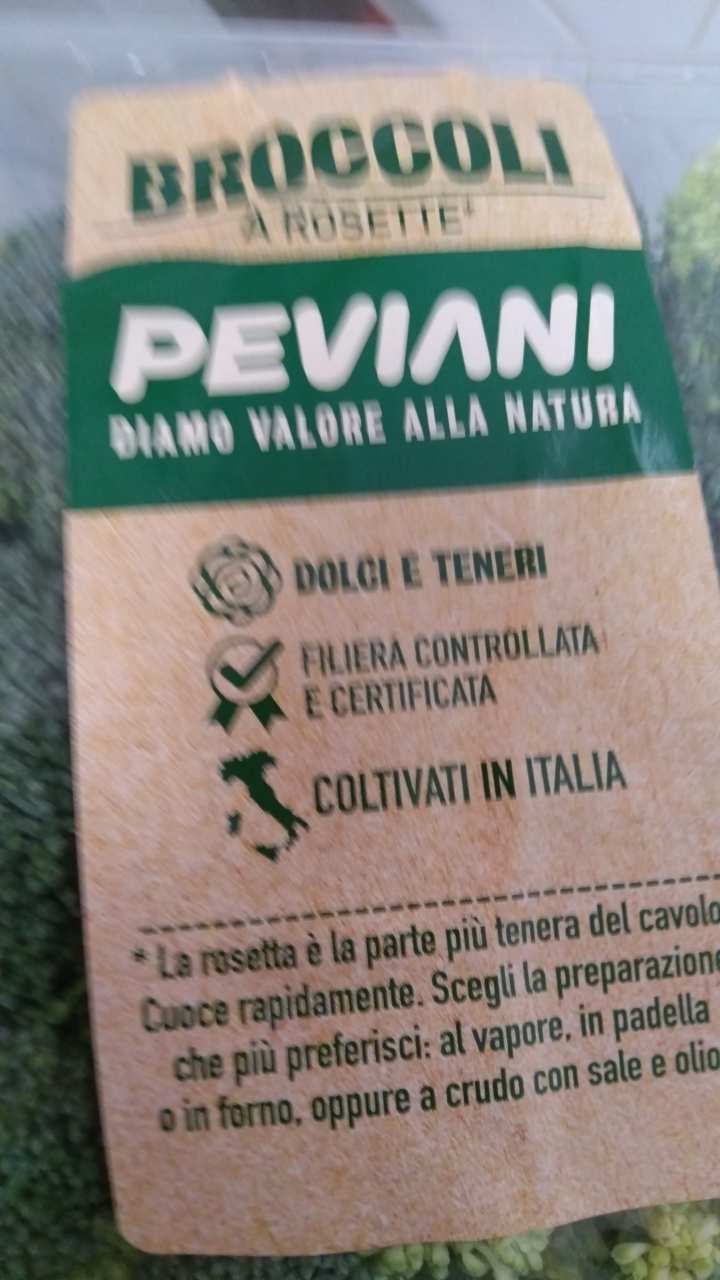 BROCCOLI
A ROSETTE*
PEVIANI
DIAMO VALORE ALLA NATURA
DOLCI E TENERI
FILIERA CONTROLLATA
E CERTIFICATA
COLTIVATI IN ITALIA
* La rosetta è la parte più tenera del cavolo
Cuoce rapidamente. Scegli la preparazione
che più preferisci: al vapore, in padella
o in forno, oppure a crudo con sale e olio